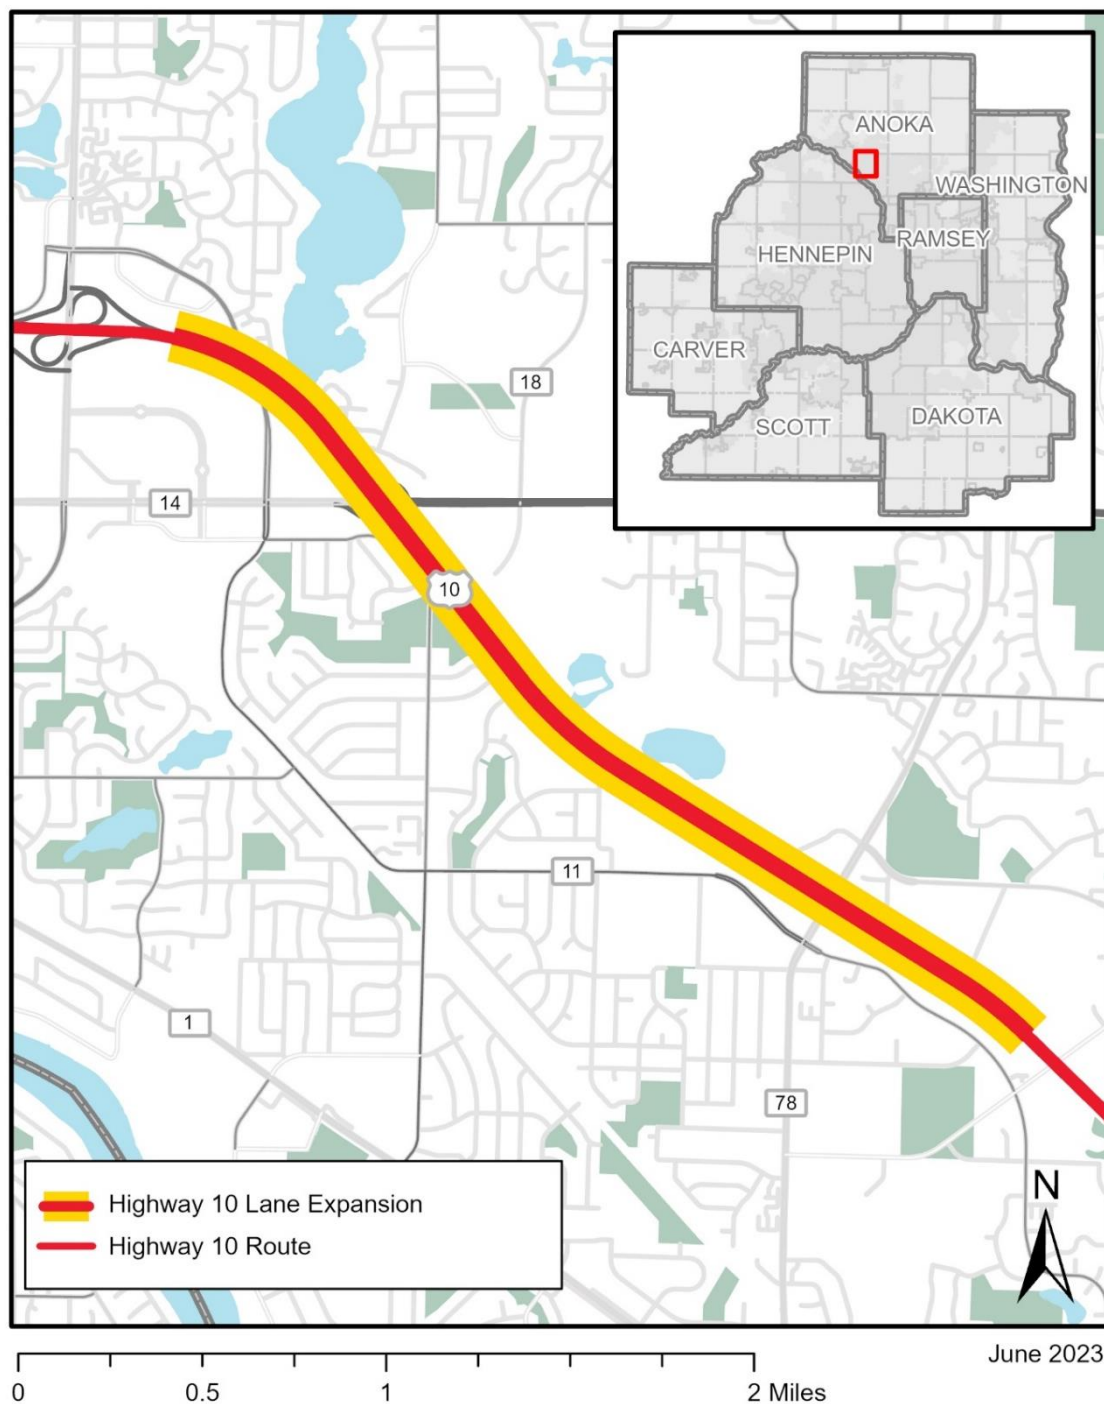 ANOKA
WASHINGTON
HENNEPIN
RAMSEY
CARVER
SCOTT
DAKOTA
18
14
10
11
1
78
Highway 10 Lane Expansion
Highway 10 Route
N
June 2023
0 0.5 1 2 Miles